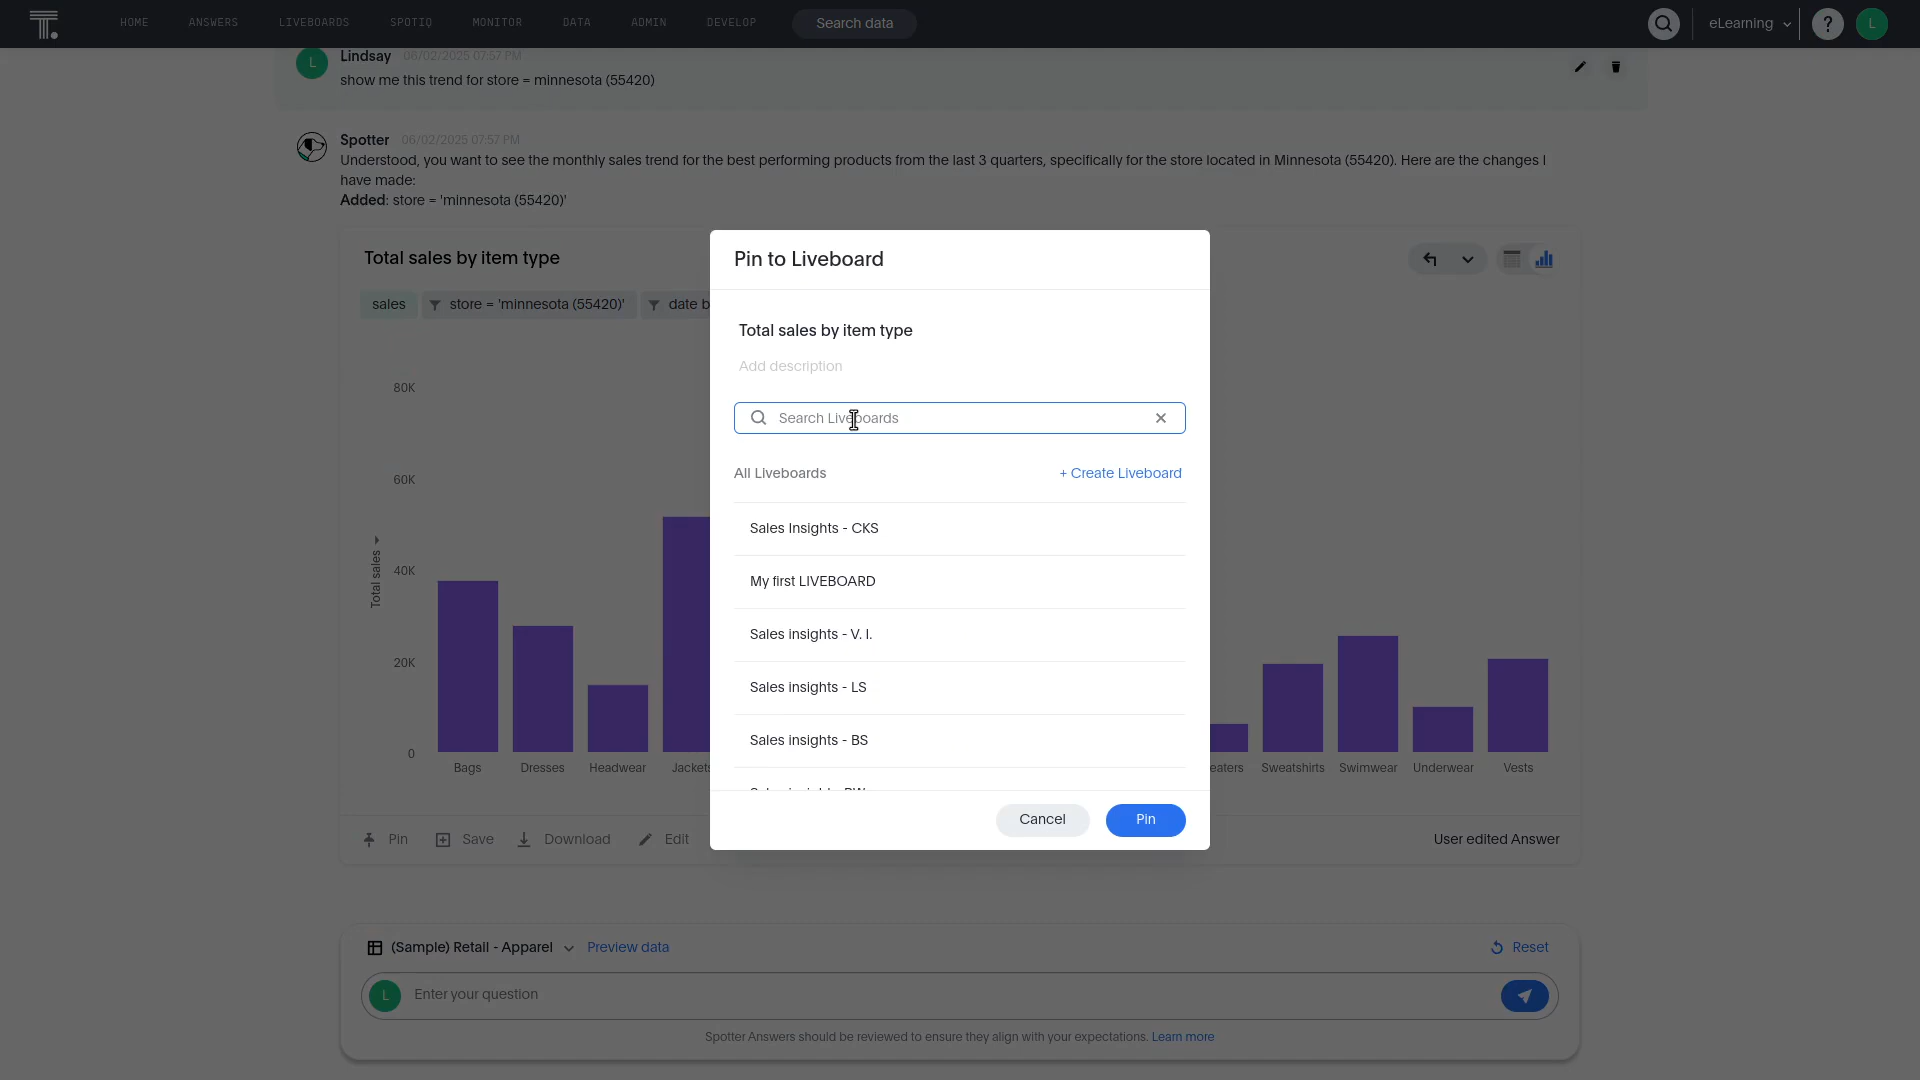 HOME
ANSWERS
LIVEBOARDS
SPOTIQ
MONITOR
DATA
ADMIN
DEVELOP
Search data
eLearning
?
L
L
Lindsay 06/02/2025 07:57 PM
show me this trend for store = minnesota (55420)
Spotter 06/02/2025 07:57 PM
Understood, you want to see the monthly sales trend for the best performing products from the last 3 quarters, specifically for the store located in Minnesota (55420). Here are the changes I
have made:
Added: store = 'minnesota (55420)'
Total sales by item type
sales
store = 'minnesota (55420)'
date b
80K
60K
40K
20K
0
Total sales
Bags
Dresses
Headwear
Jackets
eaters
Sweatshirts
Swimwear
Underwear
Vests
Pin
Save
Download
Edit
User edited Answer
Pin to Liveboard
Total sales by item type
Add description
Search Liveboards
All Liveboards
+ Create Liveboard
Sales Insights - CKS
My first LIVEBOARD
Sales insights - V. I.
Sales insights - LS
Sales insights - BS
Cancel
Pin
(Sample) Retail - Apparel
Preview data
Reset
L
Enter your question
Spotter Answers should be reviewed to ensure they align with your expectations. Learn more